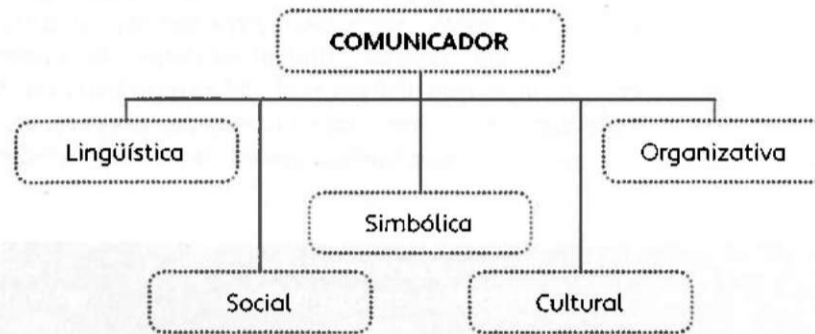 COMUNICADOR
Lingüística
Organizativa
Simbólica
Social
Cultural